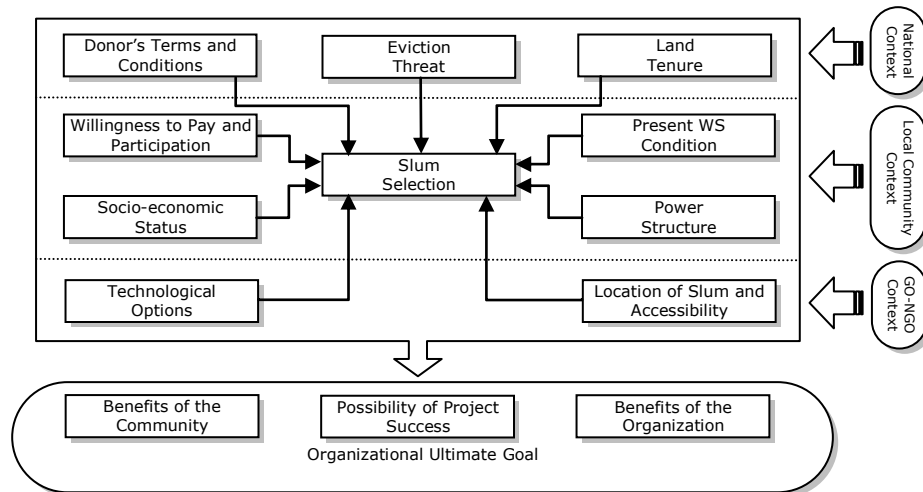 Donor's Terms and
Conditions
Eviction
Threat
Land
Tenure
National
Context
Willingness to Pay and
Participation
Present WS
Condition
Slum
Selection
Socio-economic
Status
Power
Structure
Local Community
Context
Technological
Options
Location of Slum and
Accessibility
GO-NGO
Context
Benefits of the
Community
Possibility of Project
Success
Benefits of the
Organization
Organizational Ultimate Goal